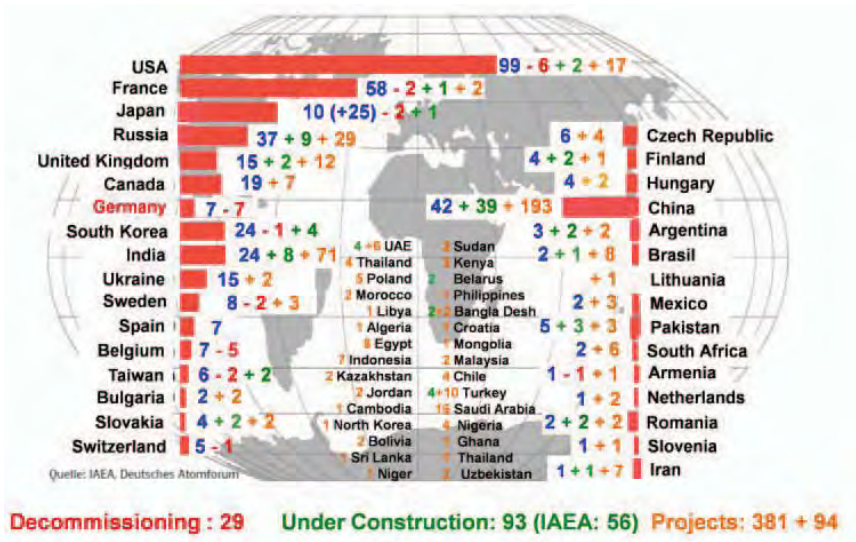 USA 99 - 6 + 2 + 17
France 58 - 2 + 1 + 2
Japan 10 (+25) - 2 + 1
Russia 37 + 9 + 29
United Kingdom 15 + 2 + 12
Canada 19 + 7
Germany 7 - 7
South Korea 24 - 1 + 4
India 24 + 8 + 71
Ukraine 15 + 2
Sweden 8 - 2 + 3
Spain 7
Belgium 7 - 5
Taiwan 6 - 2 + 2
Bulgaria 2 + 2
Slovakia 4 + 2 + 2
Switzerland 5 - 1
4 +6 UAE
4 Thailand
5 Poland
2 Morocco
1 Libya
1 Algeria
8 Egypt
7 Indonesia
2 Kazakhstan
2 Jordan
1 Cambodia
1 North Korea
2 Bolivia
1 Sri Lanka
1 Niger
Sudan
Kenya
2 Belarus
Philippines
2+2 Bangla Desh
1 Croatia
Mongolia
2 Malaysia
4 Chile
4+10 Turkey
16 Saudi Arabia
4 Nigeria
Ghana
Thailand
Uzbekistan
6 + 4 Czech Republic
4 + 2 + 1 Finland
4 + 2 Hungary
42 + 39 + 193 China
3 + 2 + 2 Argentina
2 + 1 + 8 Brasil
+ 1 Lithuania
2 + 3 Mexico
5 + 3 + 3 Pakistan
2 + 6 South Africa
1 - 1 + 1 Armenia
1 + 2 Netherlands
2 + 2 + 2 Romania
1 + 1 Slovenia
1 + 1 + 7 Iran
Quelle: IAEA, Deutsches Atomforum
Decommissioning : 29 Under Construction: 93 (IAEA: 56) Projects: 381 + 94